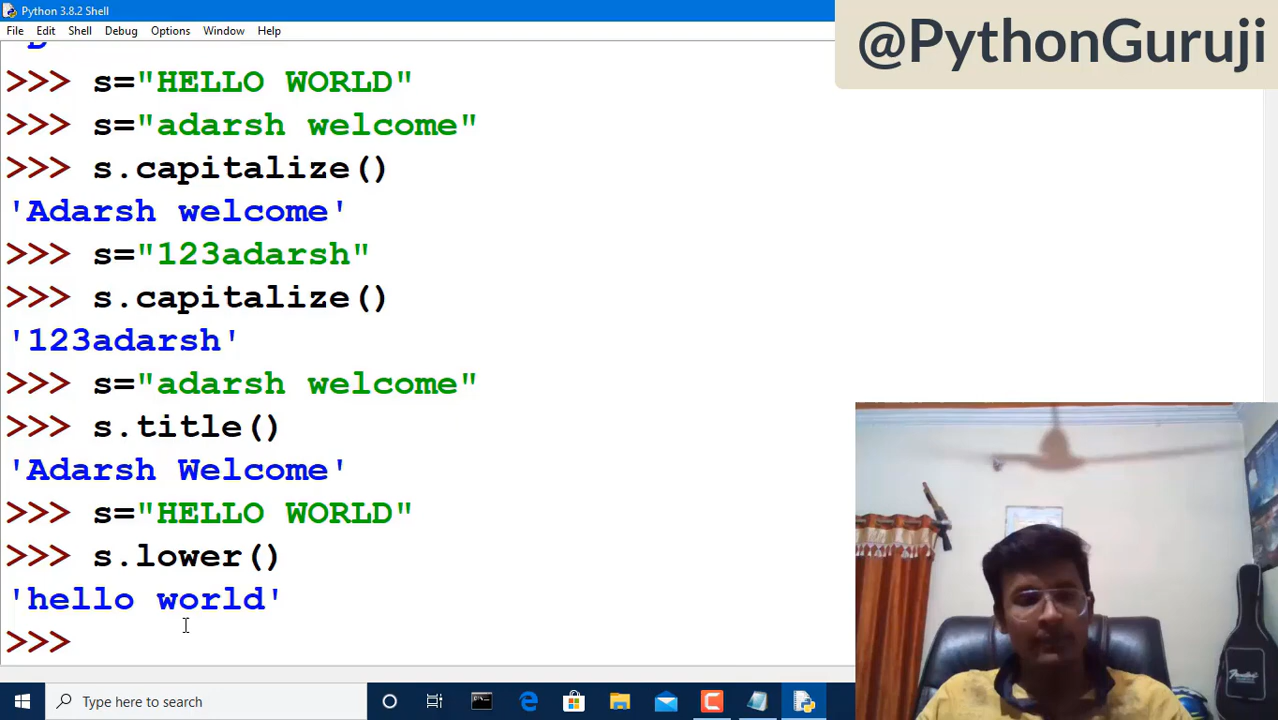 Python 3.8.2 Shell
@PythonGuruji
File Edit Shell Debug Options Window Help
>>> s="HELLO WORLD"
>>> s="adarsh welcome"
>>> s.capitalize()
'Adarsh welcome'
>>> s="123adarsh"
>>> s.capitalize()
'123adarsh'
>>> s="adarsh welcome"
>>> s.title()
'Adarsh Welcome'
>>> s="HELLO WORLD"
>>> s.lower()
'hello world'
>>>
Fender
Type here to search